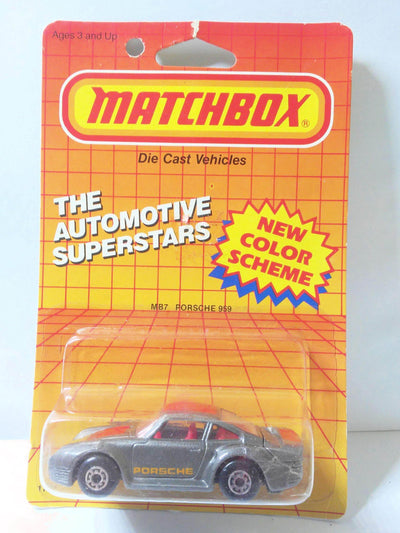 Ages 3 and Up
MATCHBOX®
Die Cast Vehicles
THE
AUTOMOTIVE
SUPERSTARS
NEW
COLOR
SCHEME
MB7 PORSCHE 959
PORSCHE